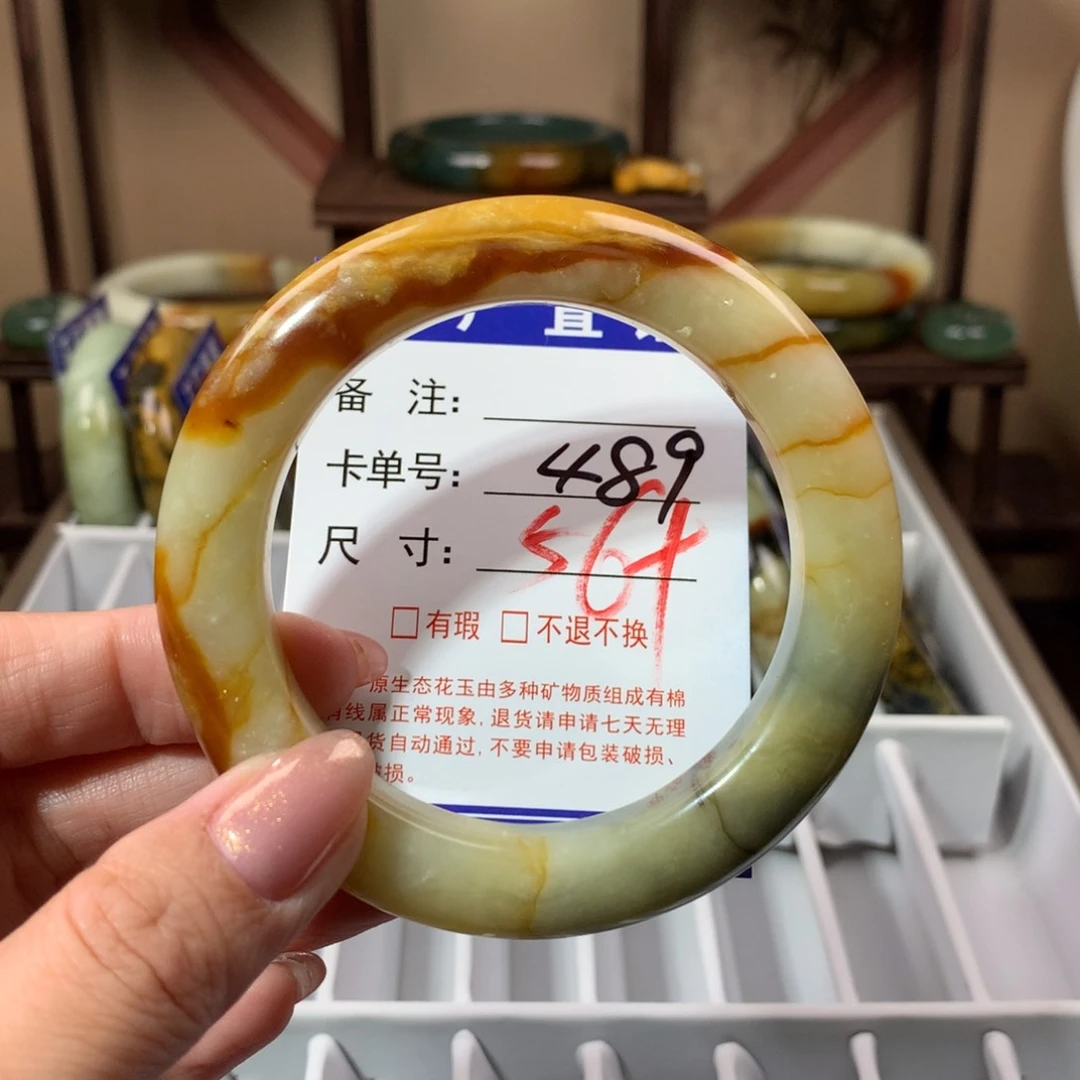 厂直
备 注:
卡单号: 489
尺 寸: 56
□有瑕 □不退不换
原生态花玉由多种矿物质组成有棉
线属正常现象,退货请申请七天无理
货自动通过,不要申请包装破损、
损。